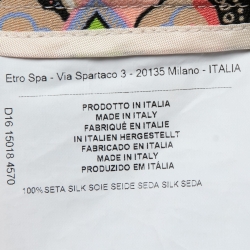 Etro Spa - Via Spartaco 3 - 20135 Milano - ITALIA
D16 15018 4570
PRODOTTO IN ITALIA
MADE IN ITALY
FABRIQUÉ EN ITALIE
IN ITALIEN HERGESTELLT
FABRICADO EN ITALIA
MADE IN ITALY
PRODUZIDO EM ITÁLIA
100% SETA SILK SOIE SEIDE SEDA SILK SEDA